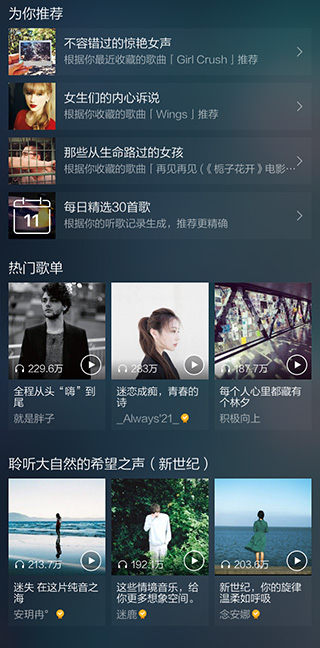 为你推荐
不容错过的惊艳女声
根据你最近收藏的歌曲「Girl Crush」推荐
女生们的内心诉说
根据你收藏的歌曲「Wings」推荐
那些从生命路过的女孩
根据你收藏的歌曲「再见再见（《栀子花开》电影…
11
每日精选30首歌
根据你的听歌记录生成，推荐更精确
热门歌单
229.6万
283万
187.7万
全程从头“嗨”到
尾
迷恋成痴，青春的
诗
每个人心里都藏有
个林夕
就是胖子
_Always'21_
积极向上
聆听大自然的希望之声（新世纪）
213.7万
192.1万
203.6万
迷失 在这片纯音之
海
这些情境音乐，给
你更多想象空间。
新世纪，你的旋律
温柔如呼吸
安玥冉°
迷鹿
念安娜